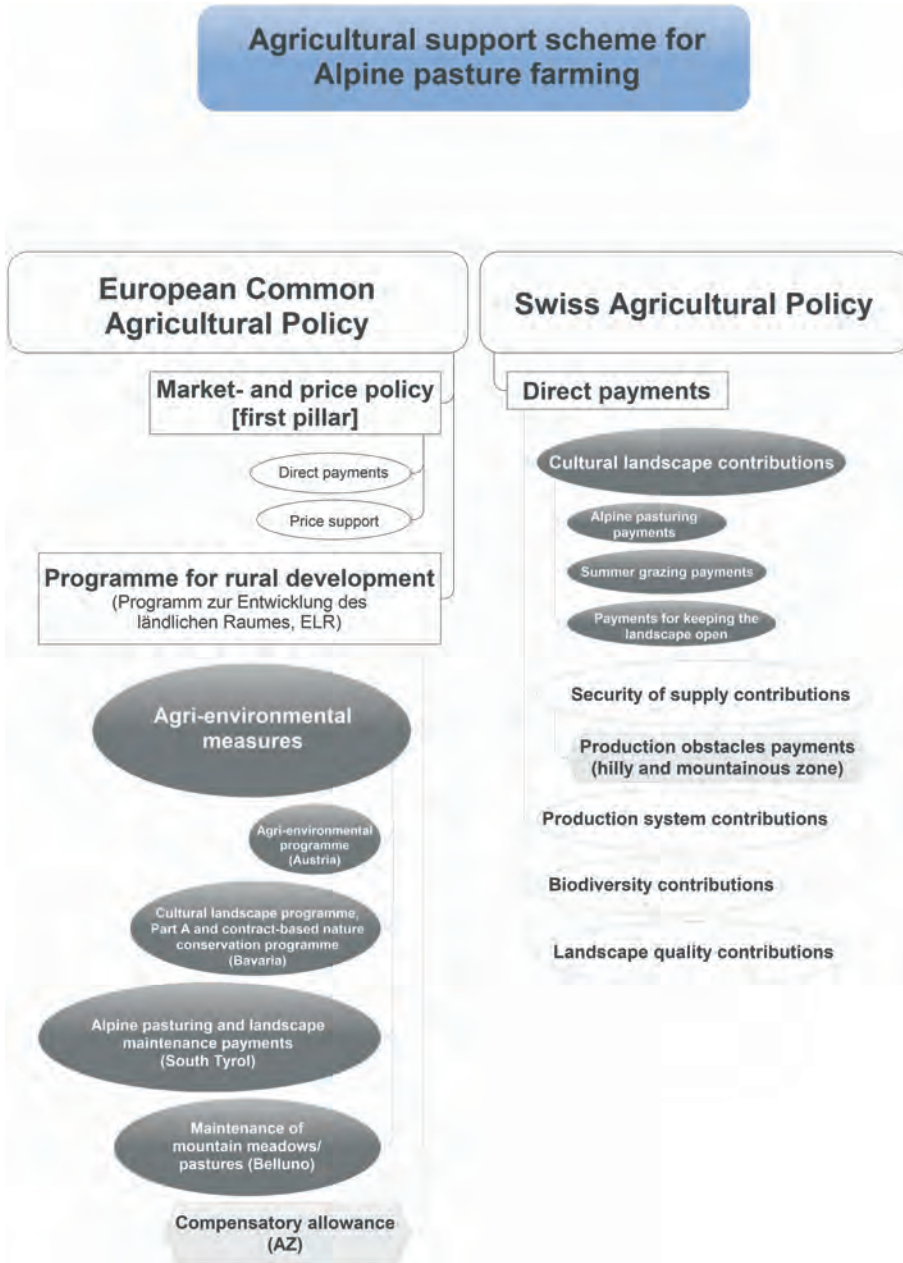 Agricultural support scheme for
Alpine pasture farming
European Common
Agricultural Policy
Market- and price policy
[first pillar]
Direct payments
Price support
Programme for rural development
(Programm zur Entwicklung des
ländlichen Raumes, ELR)
Agri-environmental
measures
Agri-environmental
programme
(Austria)
Cultural landscape programme,
Part A and contract-based nature
conservation programme
(Bavaria)
Alpine pasturing and landscape
maintenance payments
(South Tyrol)
Maintenance of
mountain meadows/
pastures (Belluno)
Compensatory allowance
(AZ)
Swiss Agricultural Policy
Direct payments
Cultural landscape contributions
Alpine pasturing
payments
Summer grazing payments
Payments for keeping the
landscape open
Security of supply contributions
Production obstacles payments
(hilly and mountainous zone)
Production system contributions
Biodiversity contributions
Landscape quality contributions